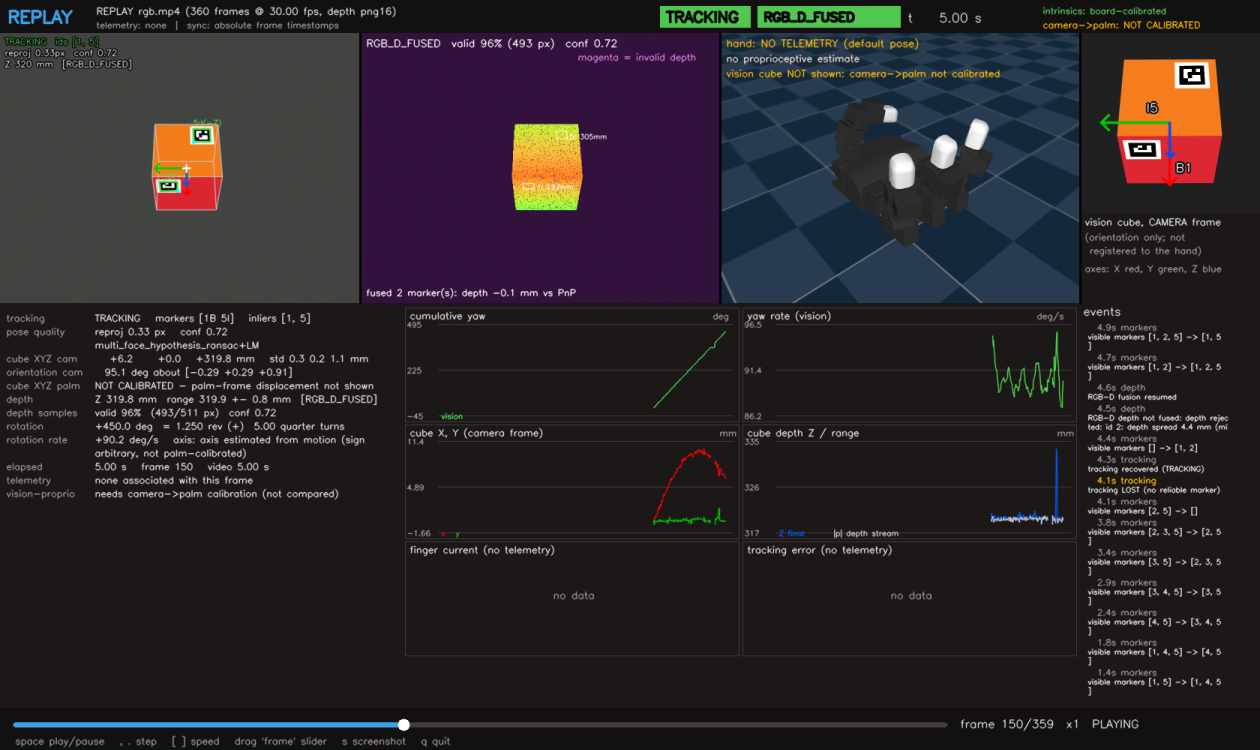 REPLAY
REPLAY rgb.mp4 (360 frames @ 30.00 fps, depth png16)
telemetry: none | sync: absolute frame timestamps
TRACKING
RGB_D_FUSED
t 5.00 s
intrinsics: board-calibrated
camera->palm: NOT CALIBRATED
TRACKING ids [1, 5]
reproj 0.33px conf 0.72
Z 320 mm [RGB_D_FUSED]
RGB_D_FUSED valid 96% (493 px) conf 0.72
magenta = invalid depth
fused 2 marker(s): depth -0.1 mm vs PnP
hand: NO TELEMETRY (default pose)
no proprioceptive estimate
vision cube NOT shown: camera->palm not calibrated
I5
B1
vision cube, CAMERA frame
(orientation only; not
registered to the hand)
axes: X red, Y green, Z blue
tracking TRACKING markers [1B 5I] inliers [1, 5]
pose quality reproj 0.33 px conf 0.72
multi_face_hypothesis_ransac+LM
cube XYZ cam +6.2 +0.0 +319.8 mm std 0.3 0.2 1.1 mm
orientation cam 95.1 deg about [-0.29 +0.29 +0.91]
cube XYZ palm NOT CALIBRATED - palm-frame displacement not shown
depth Z 319.8 mm range 319.9 +- 0.8 mm [RGB_D_FUSED]
depth samples valid 96% (493/511 px) conf 0.72
rotation +450.0 deg = 1.250 rev (+) 5.00 quarter turns
rotation rate +90.2 deg/s axis: axis estimated from motion (sign
arbitrary, not palm-calibrated)
elapsed 5.00 s frame 150 video 5.00 s
telemetry none associated with this frame
vision-proprio needs camera->palm calibration (not compared)
cumulative yaw deg
495
225
-45
vision
yaw rate (vision) deg/s
96.5
91.4
86.2
cube X, Y (camera frame) mm
11.4
4.89
-1.66
x y
cube depth Z / range mm
335
326
317
Z final |p| depth stream
finger current (no telemetry)
no data
tracking error (no telemetry)
no data
events
4.9s markers
visible markers [1, 2, 5] -> [1, 5
]
4.7s markers
visible markers [1, 2] -> [1, 2, 5
]
4.6s depth
RGB-D fusion resumed
4.5s depth
RGB-D depth not fused: depth rejec
ted: id 2: depth spread 4.4 mm (mi
4.4s markers
visible markers [] -> [1, 2]
4.3s tracking
tracking recovered (TRACKING)
4.1s tracking
tracking LOST (no reliable marker)
4.1s markers
visible markers [2, 5] -> []
3.8s markers
visible markers [2, 3, 5] -> [2, 5
]
3.4s markers
visible markers [3, 5] -> [2, 3, 5
]
2.9s markers
visible markers [3, 4, 5] -> [3, 5
]
2.4s markers
visible markers [4, 5] -> [3, 4, 5
]
1.8s markers
visible markers [1, 4, 5] -> [4, 5
]
1.4s markers
visible markers [1, 5] -> [1, 4, 5
]
frame 150/359 x1 PLAYING
space play/pause , . step [ ] speed drag 'frame' slider s screenshot q quit